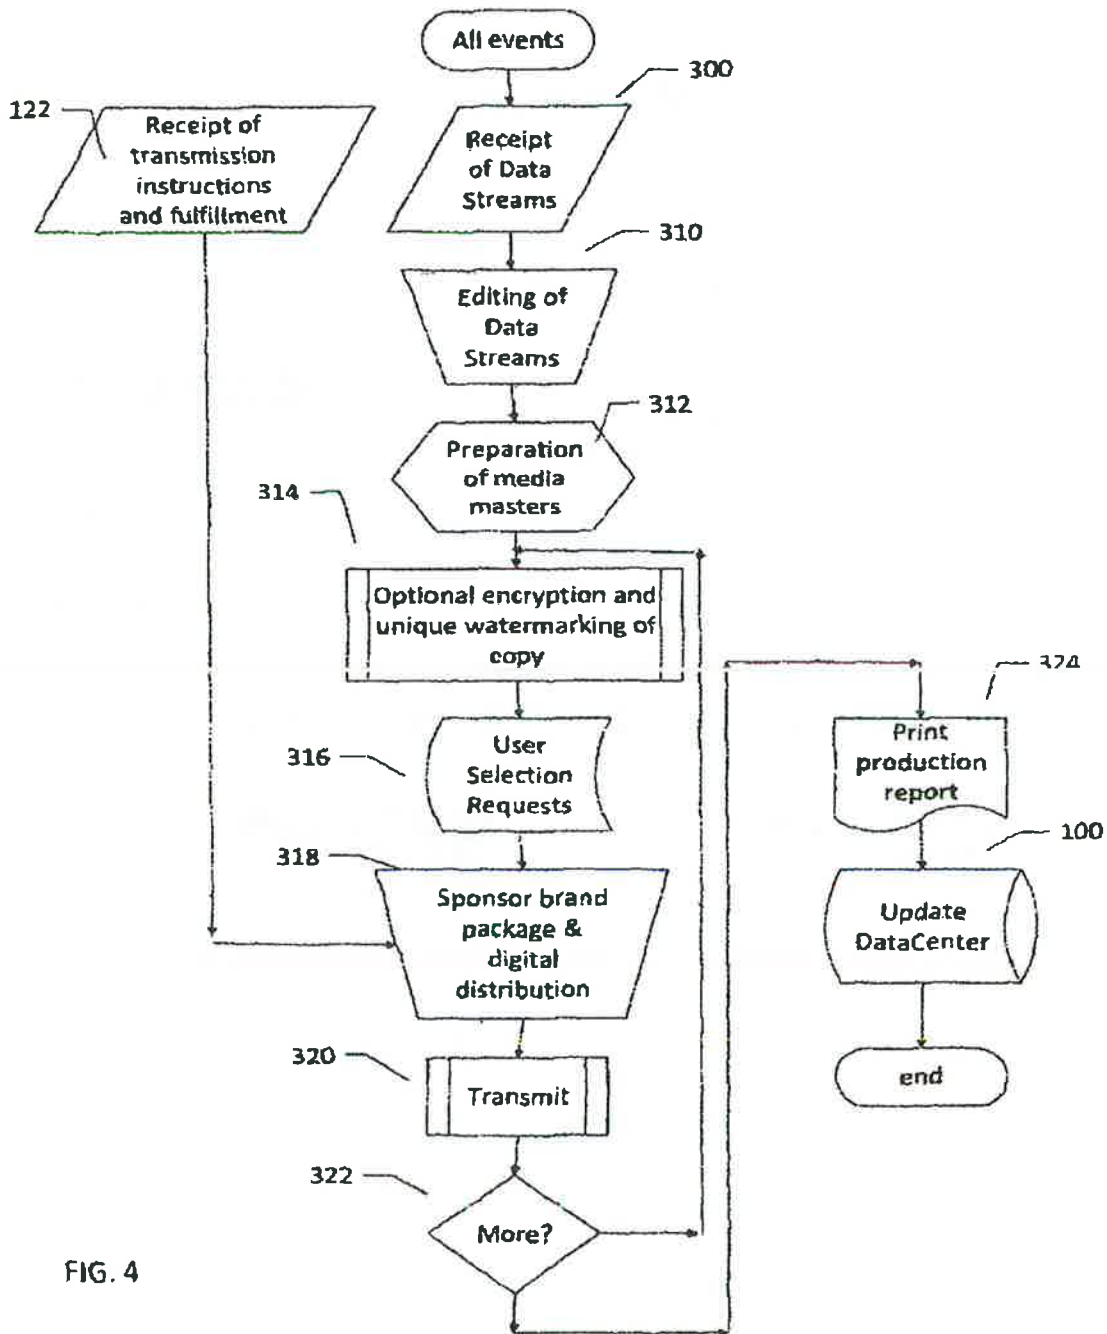 All events
300
122
Receipt of
transmission
instructions
and fulfillment
Receipt
of Data
Streams
310
Editing of
Data
Streams
312
Preparation
of media
masters
314
Optional encryption and
unique watermarking of
copy
316
User
Selection
Requests
318
Sponsor brand
package &
digital
distribution
320
Transmit
322
More?
324
Print
production
report
100
Update
DataCenter
end
FIG. 4